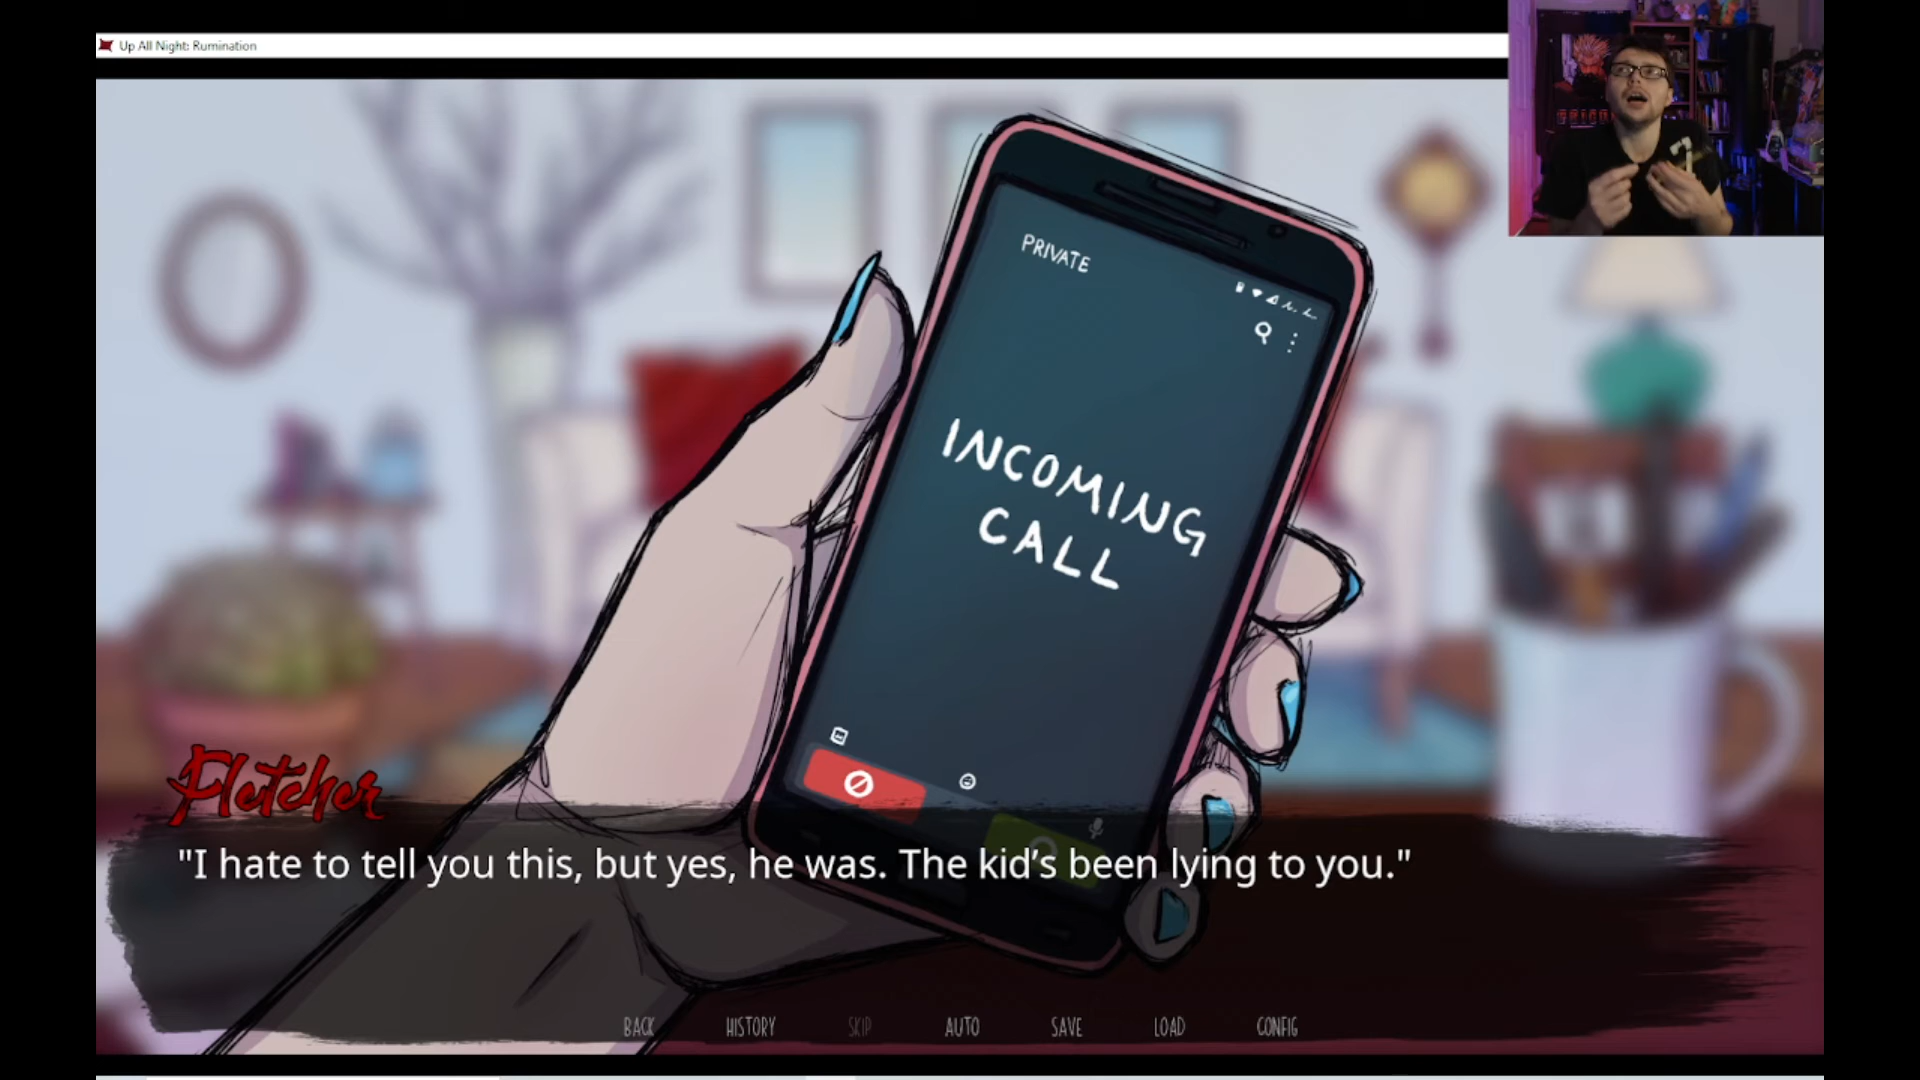 Up All Night: Rumination
PRIVATE
INCOMING
CALL
Fletcher
"I hate to tell you this, but yes, he was. The kid’s been lying to you."
BACK HISTORY SKIP AUTO SAVE LOAD CONFIG